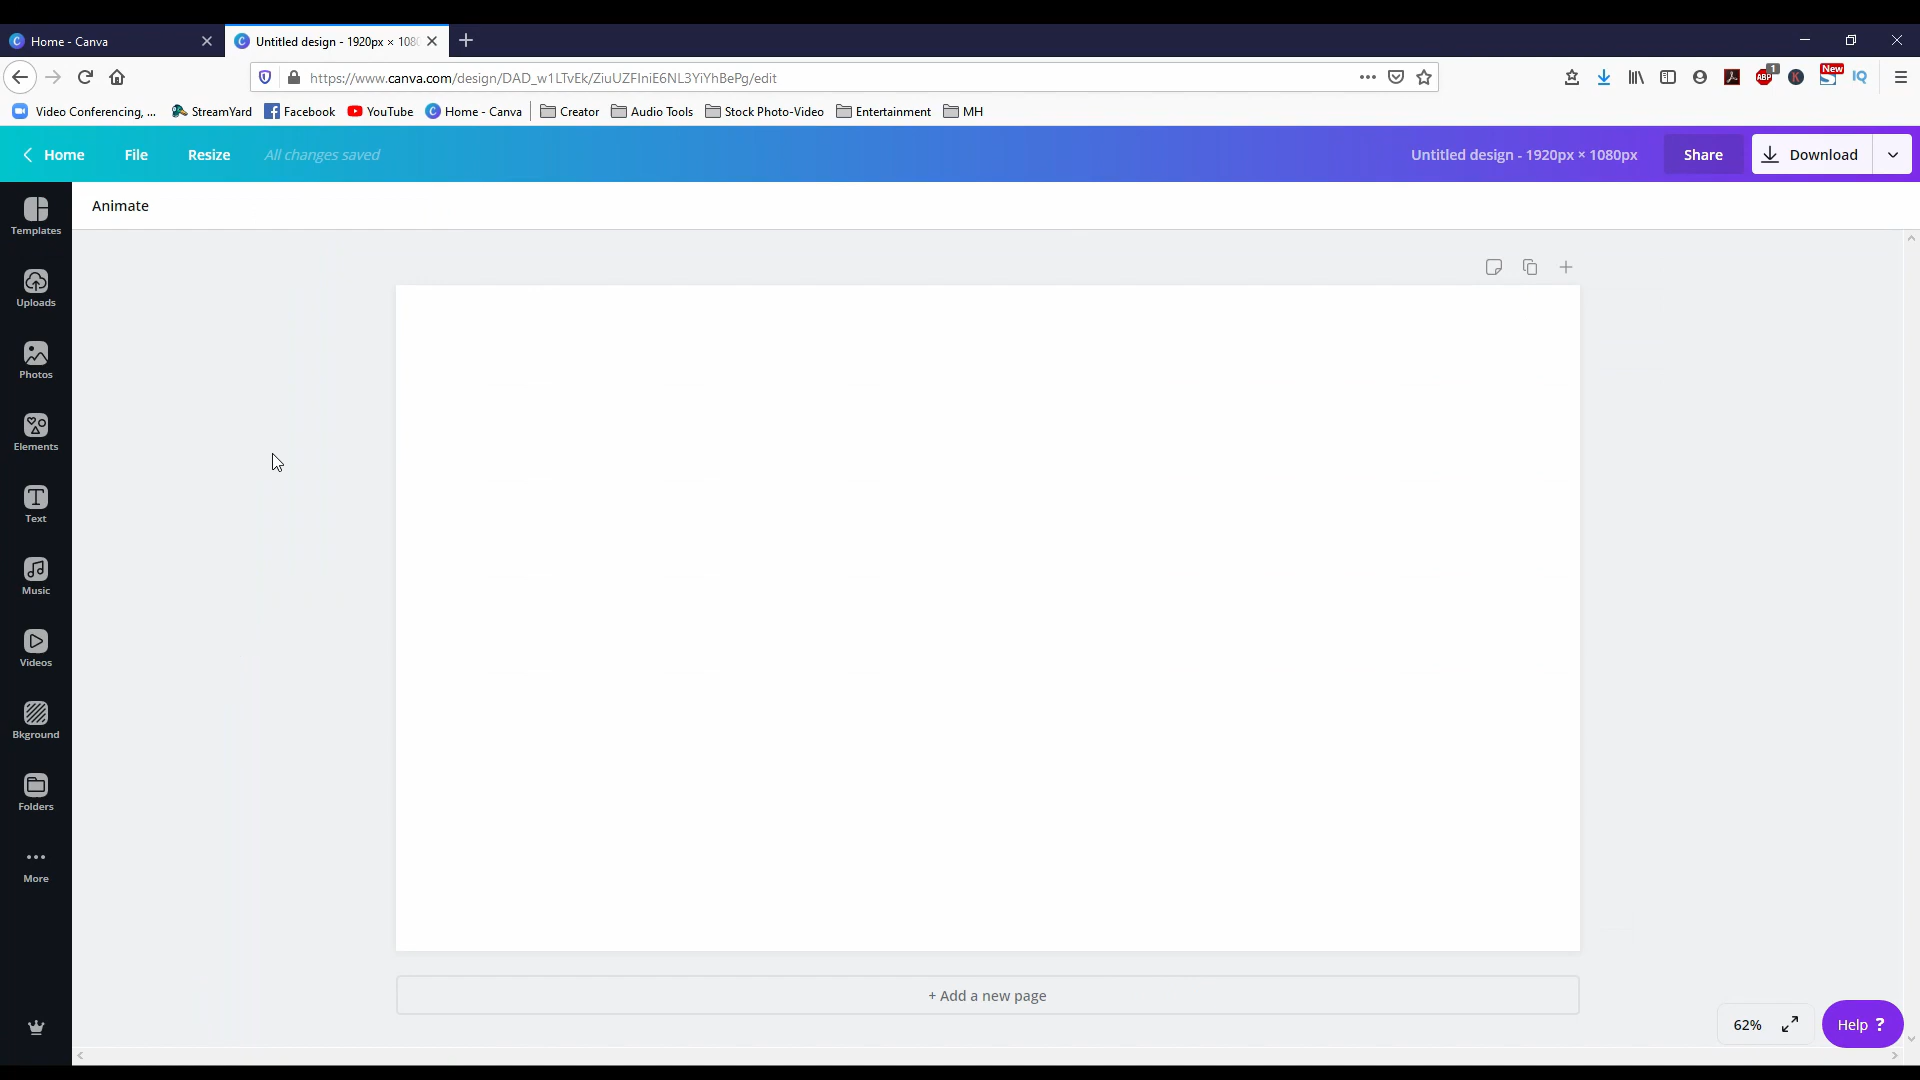 Home - Canva
Untitled design - 1920px × 108
https://www.canva.com/design/DAD_w1LTvEk/ZiuUZFIniE6NL3YiYhBePg/edit
ABP
1
K
New
IQ
Video Conferencing, ...
StreamYard
Facebook
YouTube
Home - Canva
Creator
Audio Tools
Stock Photo-Video
Entertainment
MH
Home
File
Resize
All changes saved
Untitled design - 1920px × 1080px
Share
Download
Animate
Templates
Uploads
Photos
Elements
Text
Music
Videos
Bkground
Folders
More
+ Add a new page
62%
Help ?